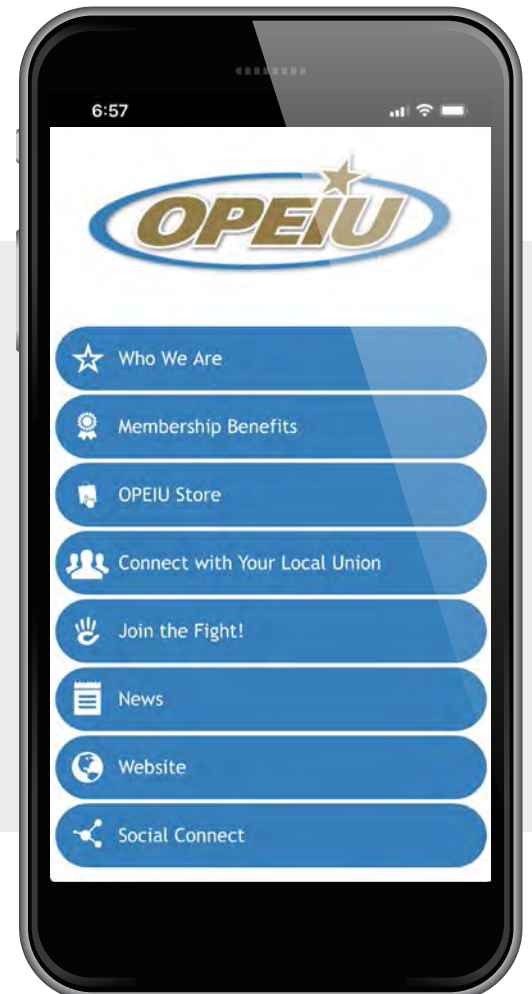 6:57
OPEIU
Who We Are
Membership Benefits
OPEIU Store
Connect with Your Local Union
Join the Fight!
News
Website
Social Connect